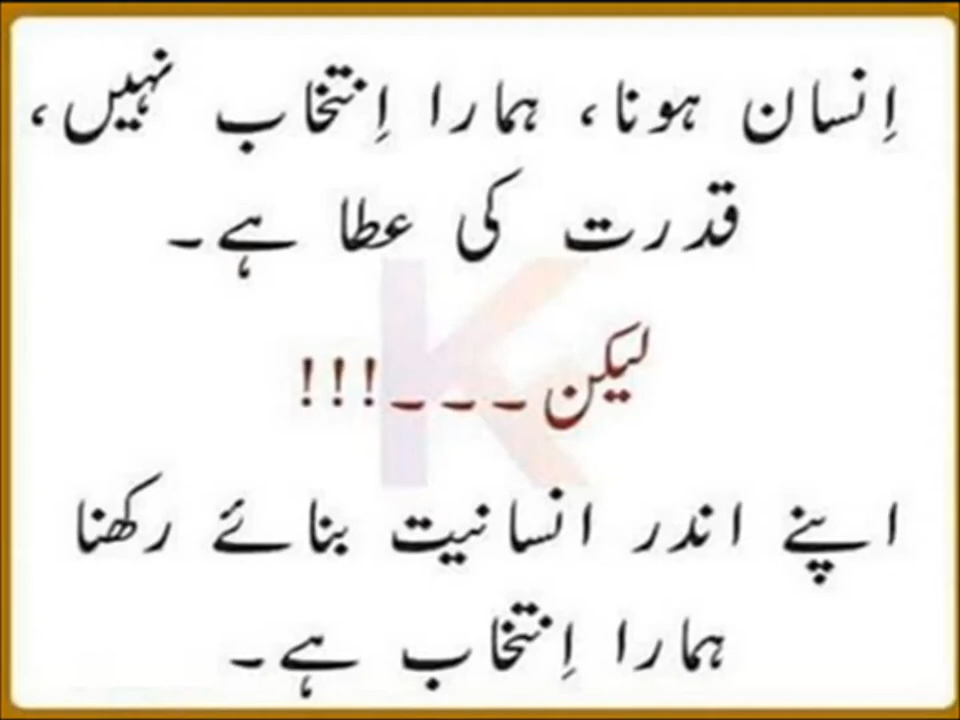 اِنسان ہونا، ہمارا اِنتخاب نہیں،
قدرت کی عطا ہے۔
لیکن۔۔۔!!!
اپنے اندر انسانیت بنائے رکھنا
ہمارا اِنتخاب ہے۔
K